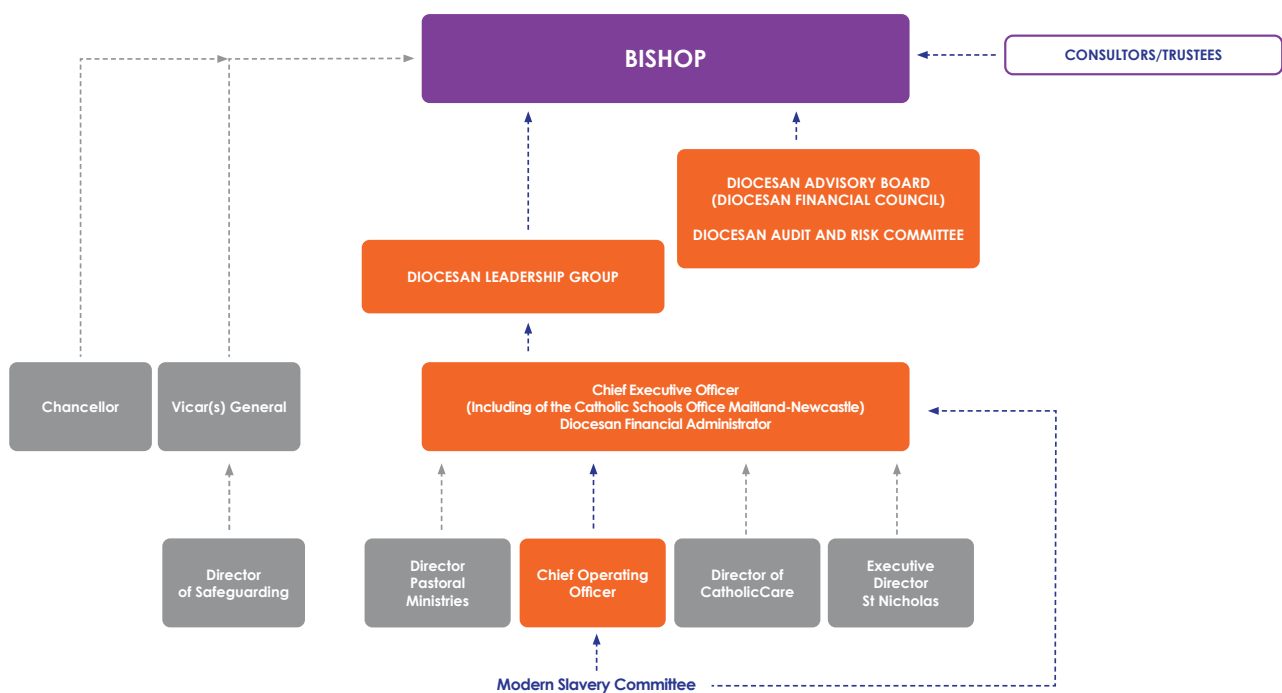 BISHOP
CONSULTORS/TRUSTEES
DIOCESAN ADVISORY BOARD
(DIOCESAN FINANCIAL COUNCIL)
DIOCESAN AUDIT AND RISK COMMITTEE
DIOCESAN LEADERSHIP GROUP
Chancellor
Vicar(s) General
Chief Executive Officer
(Including of the Catholic Schools Office Maitland-Newcastle)
Diocesan Financial Administrator
Director
of Safeguarding
Director
Pastoral
Ministries
Chief Operating
Officer
Director of
CatholicCare
Executive
Director
St Nicholas
Modern Slavery Committee